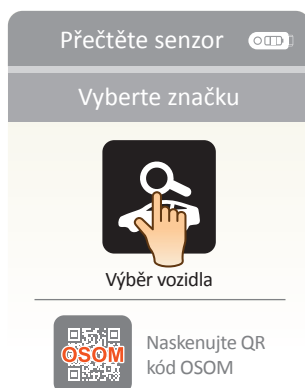 Přečtěte senzor
Vyberte značku
Výběr vozidla
OSOM
Naskenujte QR
kód OSOM